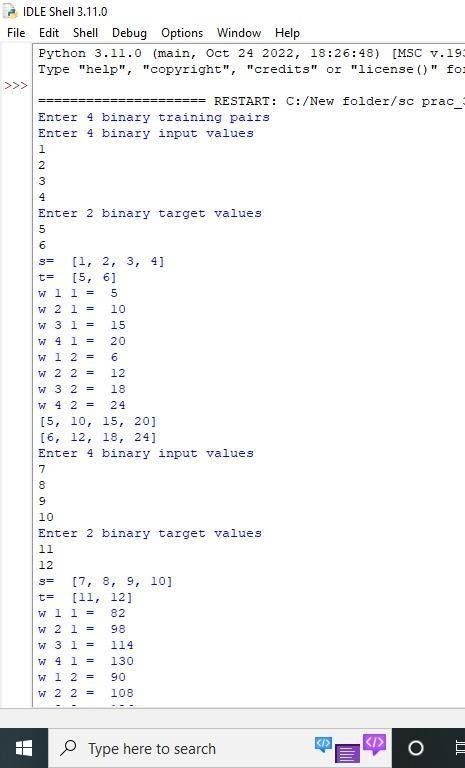 IDLE Shell 3.11.0
File Edit Shell Debug Options Window Help
Python 3.11.0 (main, Oct 24 2022, 18:26:48) [MSC v.193
Type "help", "copyright", "credits" or "license()" for
>>>
===================== RESTART: C:/New folder/sc prac_3
Enter 4 binary training pairs
Enter 4 binary input values
1
2
3
4
Enter 2 binary target values
5
6
s=  [1, 2, 3, 4]
t=  [5, 6]
w 1 1 =  5
w 2 1 =  10
w 3 1 =  15
w 4 1 =  20
w 1 2 =  6
w 2 2 =  12
w 3 2 =  18
w 4 2 =  24
[5, 10, 15, 20]
[6, 12, 18, 24]
Enter 4 binary input values
7
8
9
10
Enter 2 binary target values
11
12
s=  [7, 8, 9, 10]
t=  [11, 12]
w 1 1 =  82
w 2 1 =  98
w 3 1 =  114
w 4 1 =  130
w 1 2 =  90
w 2 2 =  108
Type here to search